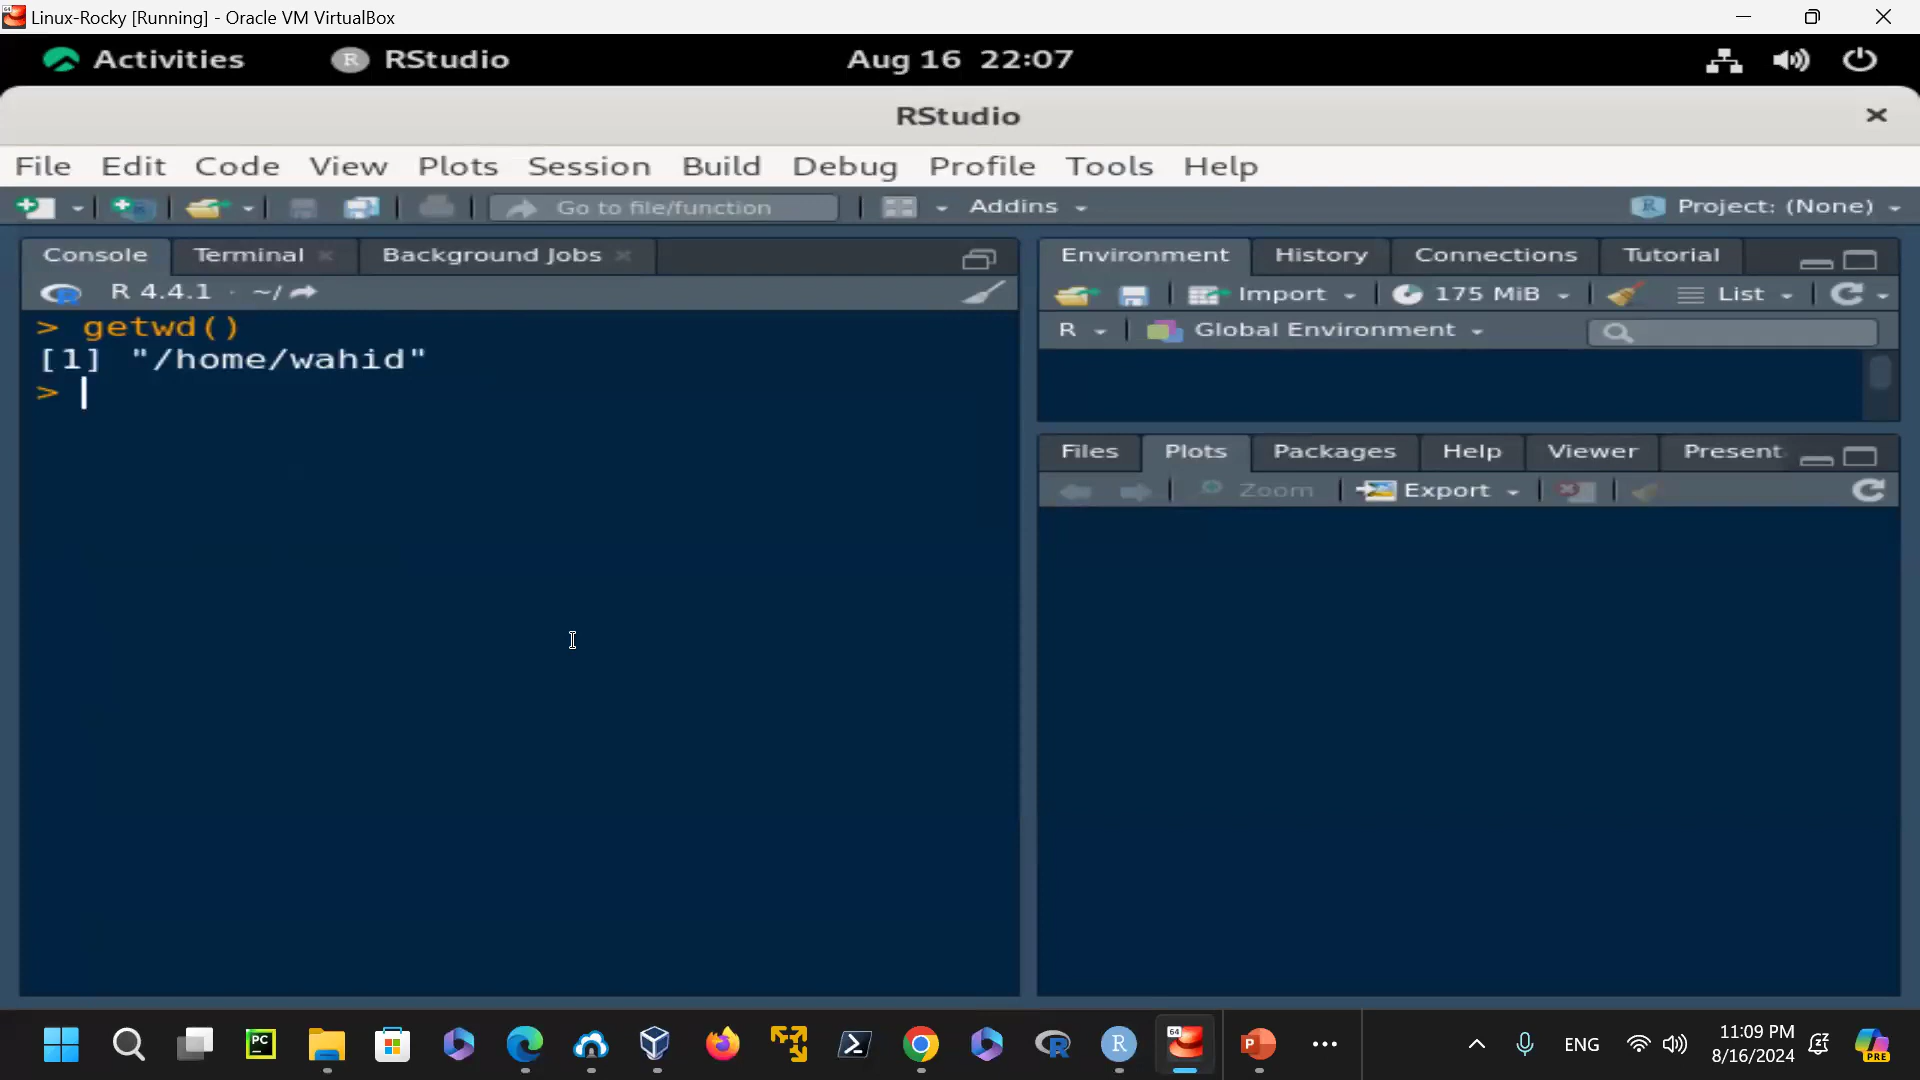 Linux-Rocky [Running] - Oracle VM VirtualBox
Activities RStudio Aug 16 22:07
RStudio
File Edit Code View Plots Session Build Debug Profile Tools Help
Go to file/function Addins Project: (None)
Console Terminal Background Jobs
R 4.4.1 · ~/
> getwd()
[1] "/home/wahid"
>
Environment History Connections Tutorial
Import 175 MiB List
R Global Environment
Files Plots Packages Help Viewer Present
Zoom Export
PC
64
P
ENG
11:09 PM
8/16/2024
PRE